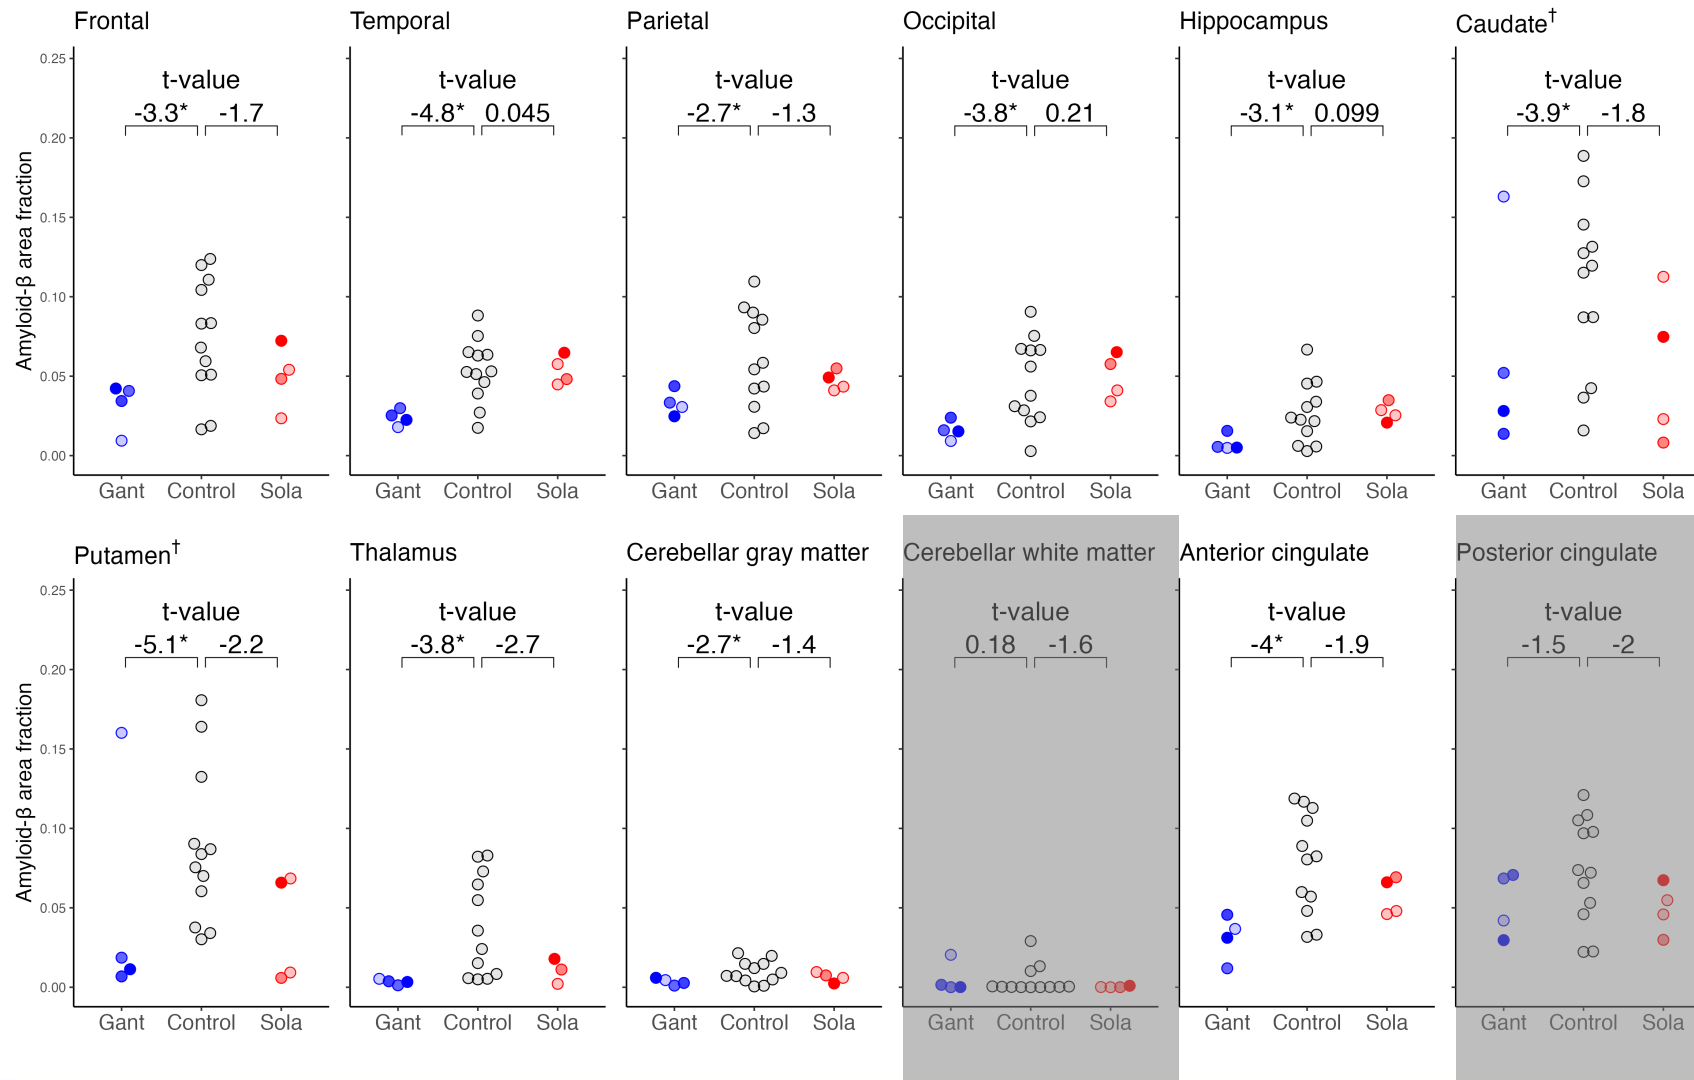 Frontal Temporal Parietal Occipital Hippocampus Caudate†
0.25
t-value t-value t-value t-value t-value t-value
-3.3* -1.7 -4.8* 0.045 -2.7* -1.3 -3.8* 0.21 -3.1* 0.099 -3.9* -1.8
0.20
0.15
0.10
0.05
0.00
Amyloid-β area fraction
Gant Control Sola Gant Control Sola Gant Control Sola Gant Control Sola Gant Control Sola Gant Control Sola
Putamen† Thalamus Cerebellar gray matter Cerebellar white matter Anterior cingulate Posterior cingulate
0.25
t-value t-value t-value t-value t-value t-value
-5.1* -2.2 -3.8* -2.7 -2.7* -1.4 0.18 -1.6 -4* -1.9 -1.5 -2
0.20
0.15
0.10
0.05
0.00
Amyloid-β area fraction
Gant Control Sola Gant Control Sola Gant Control Sola Gant Control Sola Gant Control Sola Gant Control Sola